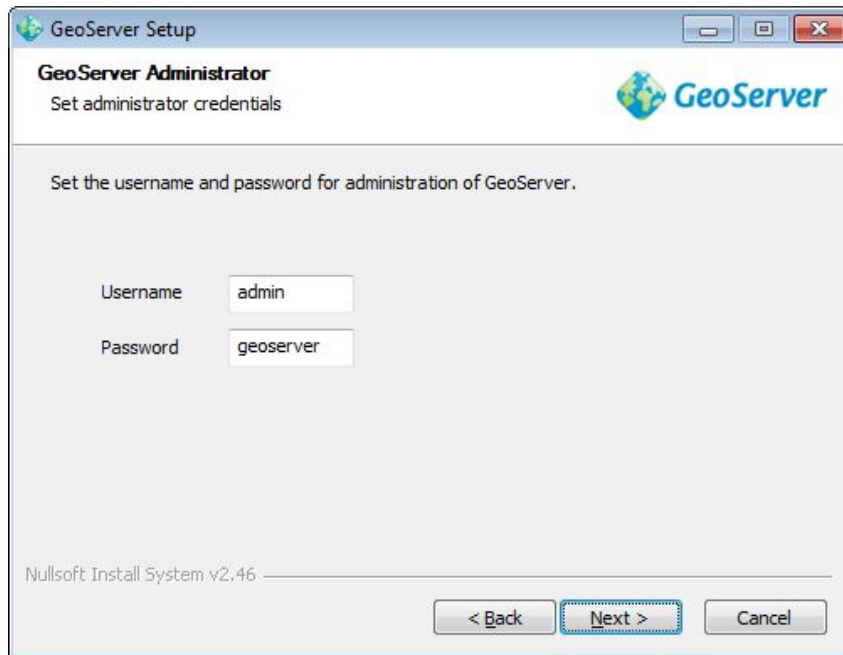 GeoServer Setup
GeoServer Administrator
Set administrator credentials
GeoServer
Set the username and password for administration of GeoServer.
Username admin
Password geoserver
Nullsoft Install System v2.46
< Back Next > Cancel